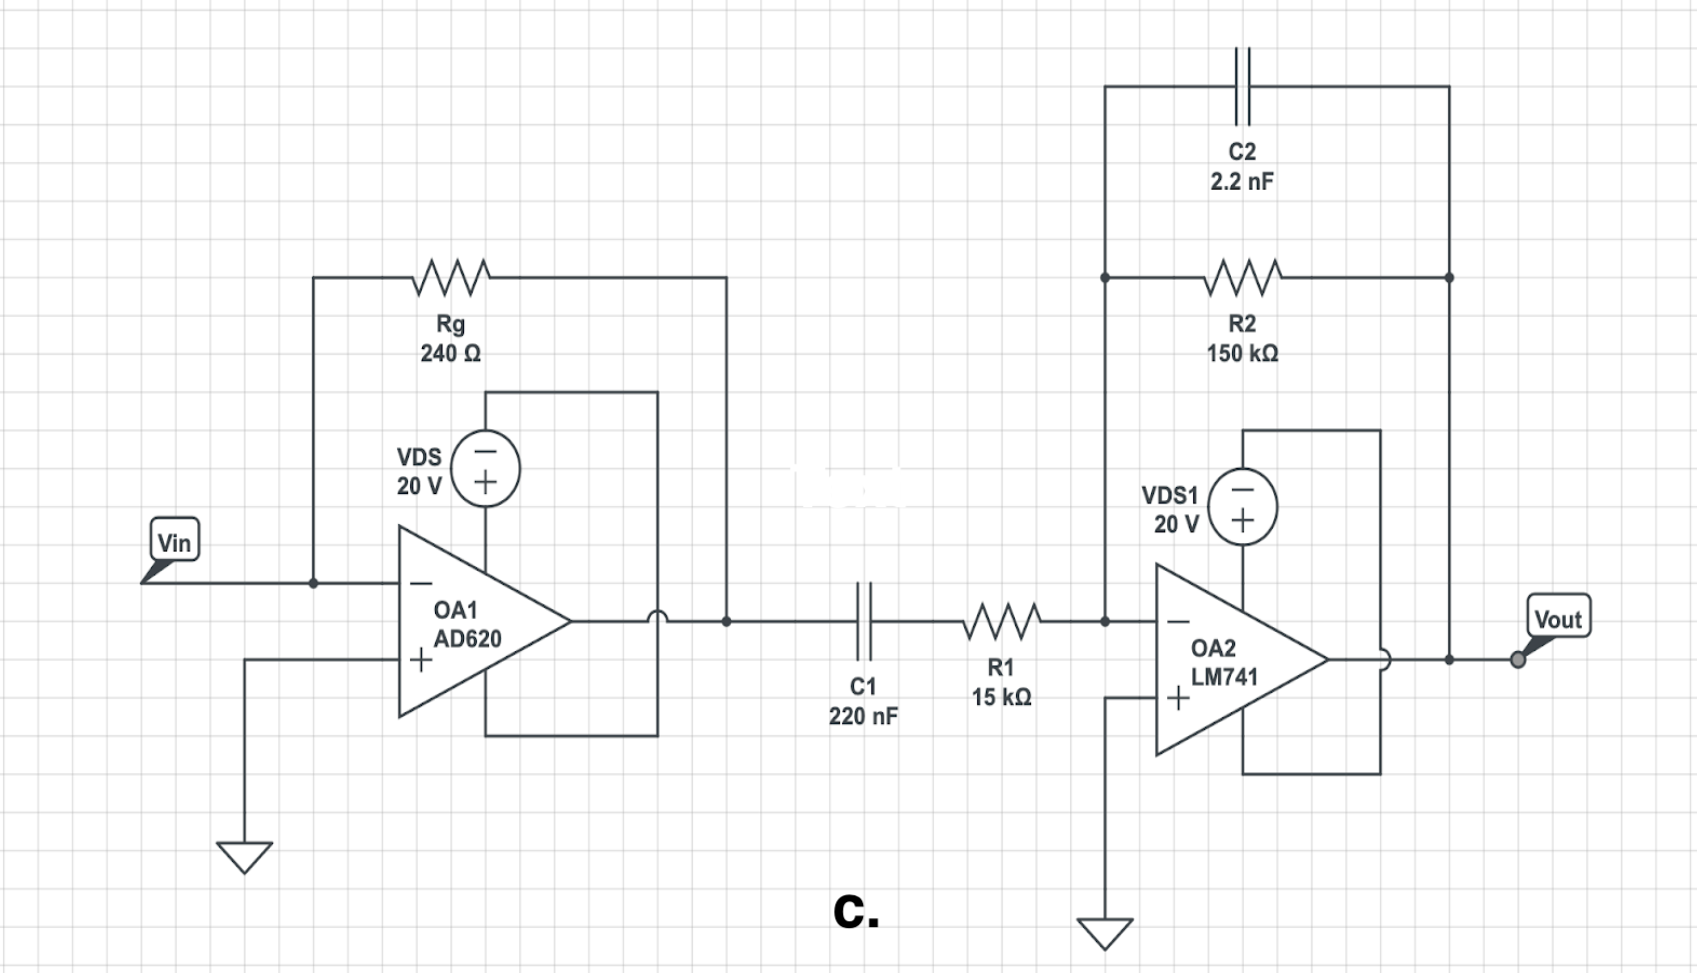 C2
2.2 nF
Rg
240 Ω
R2
150 kΩ
VDS
20 V
−
+
VDS1
20 V
−
+
Vin
−
OA1
AD620
+
C1
220 nF
R1
15 kΩ
−
OA2
LM741
+
Vout
c.